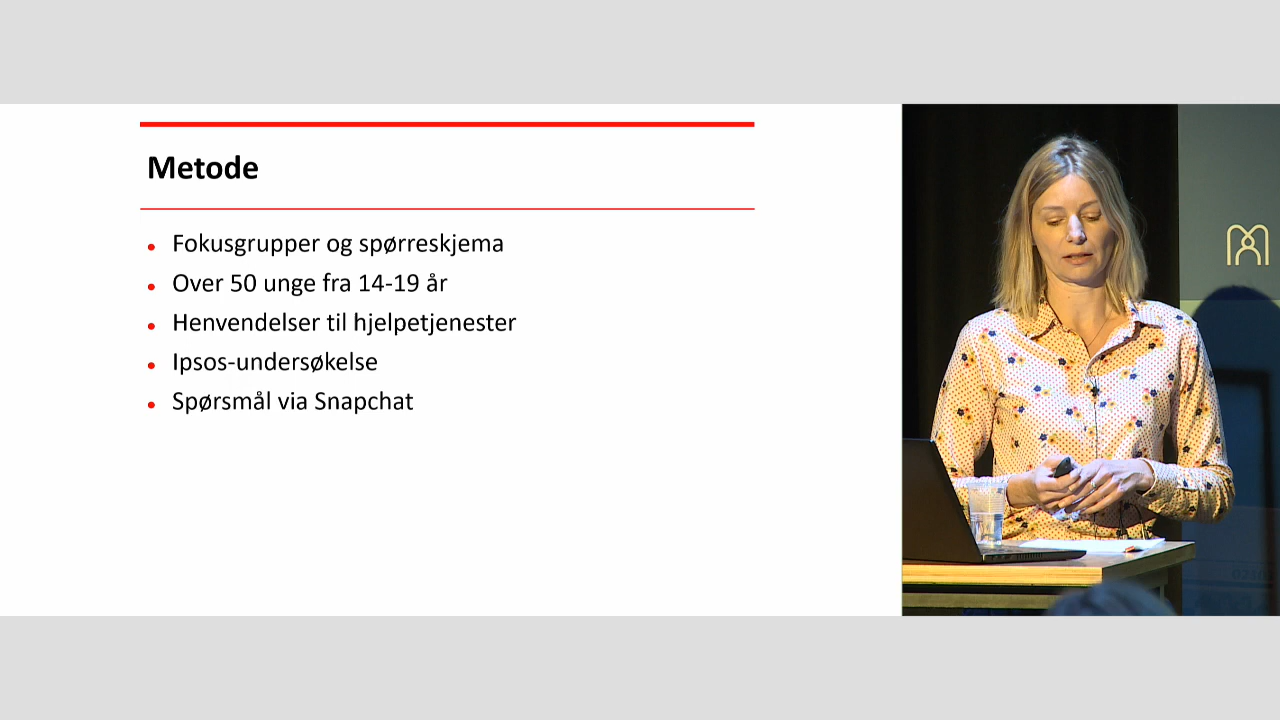 Metode
Fokusgrupper og spørreskjema
Over 50 unge fra 14-19 år
Henvendelser til hjelpetjenester
Ipsos-undersøkelse
Spørsmål via Snapchat